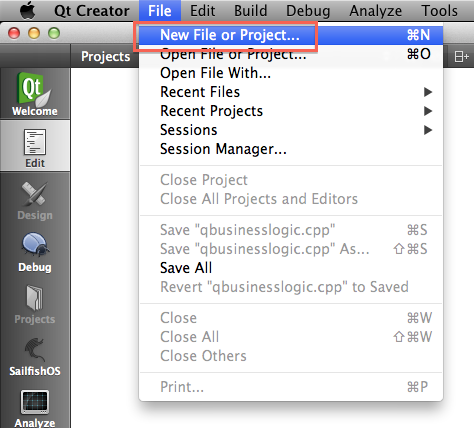 Qt Creator File Edit Build Debug Analyze Tools
New File or Project... ⌘N
Projects Open File or Project... ⌘O
Open File With...
Qt Recent Files
Recent Projects
Welcome Sessions
Session Manager...
Edit Close Project
Close All Projects and Editors
Design Save "qbusinesslogic.cpp" ⌘S
Save "qbusinesslogic.cpp" As... ⇧⌘S
Debug Save All
Revert "qbusinesslogic.cpp" to Saved
Projects Close ⌘W
Close All ⇧⌘W
Close Others
SailfishOS Print... ⌘P
Analyze